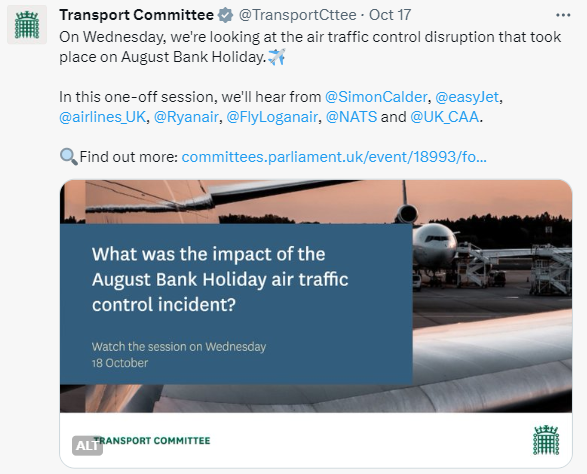 Transport Committee @TransportCttee · Oct 17
On Wednesday, we're looking at the air traffic control disruption that took
place on August Bank Holiday.✈️
In this one-off session, we'll hear from @SimonCalder, @easyJet,
@airlines_UK, @Ryanair, @FlyLoganair, @NATS and @UK_CAA.
🔍Find out more: committees.parliament.uk/event/18993/fo...
What was the impact of the
August Bank Holiday air traffic
control incident?
Watch the session on Wednesday
18 October
ALT
TRANSPORT COMMITTEE